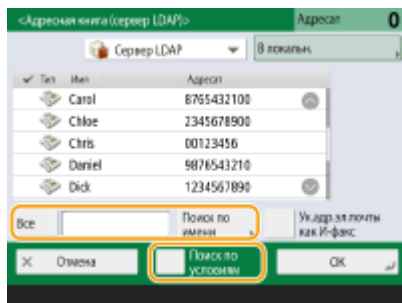 <Адресная книга (сервер LDAP)> Адресат 0
Сервер LDAP В локальн.
Тип Имя Адресат
Carol 8765432100
Chloe 2345678900
Chris 00123456
Daniel 9876543210
Dick 1234567890
Все Поиск по имени Ук.адр.эл.почты как И-факс
Отмена Поиск по условиям OK